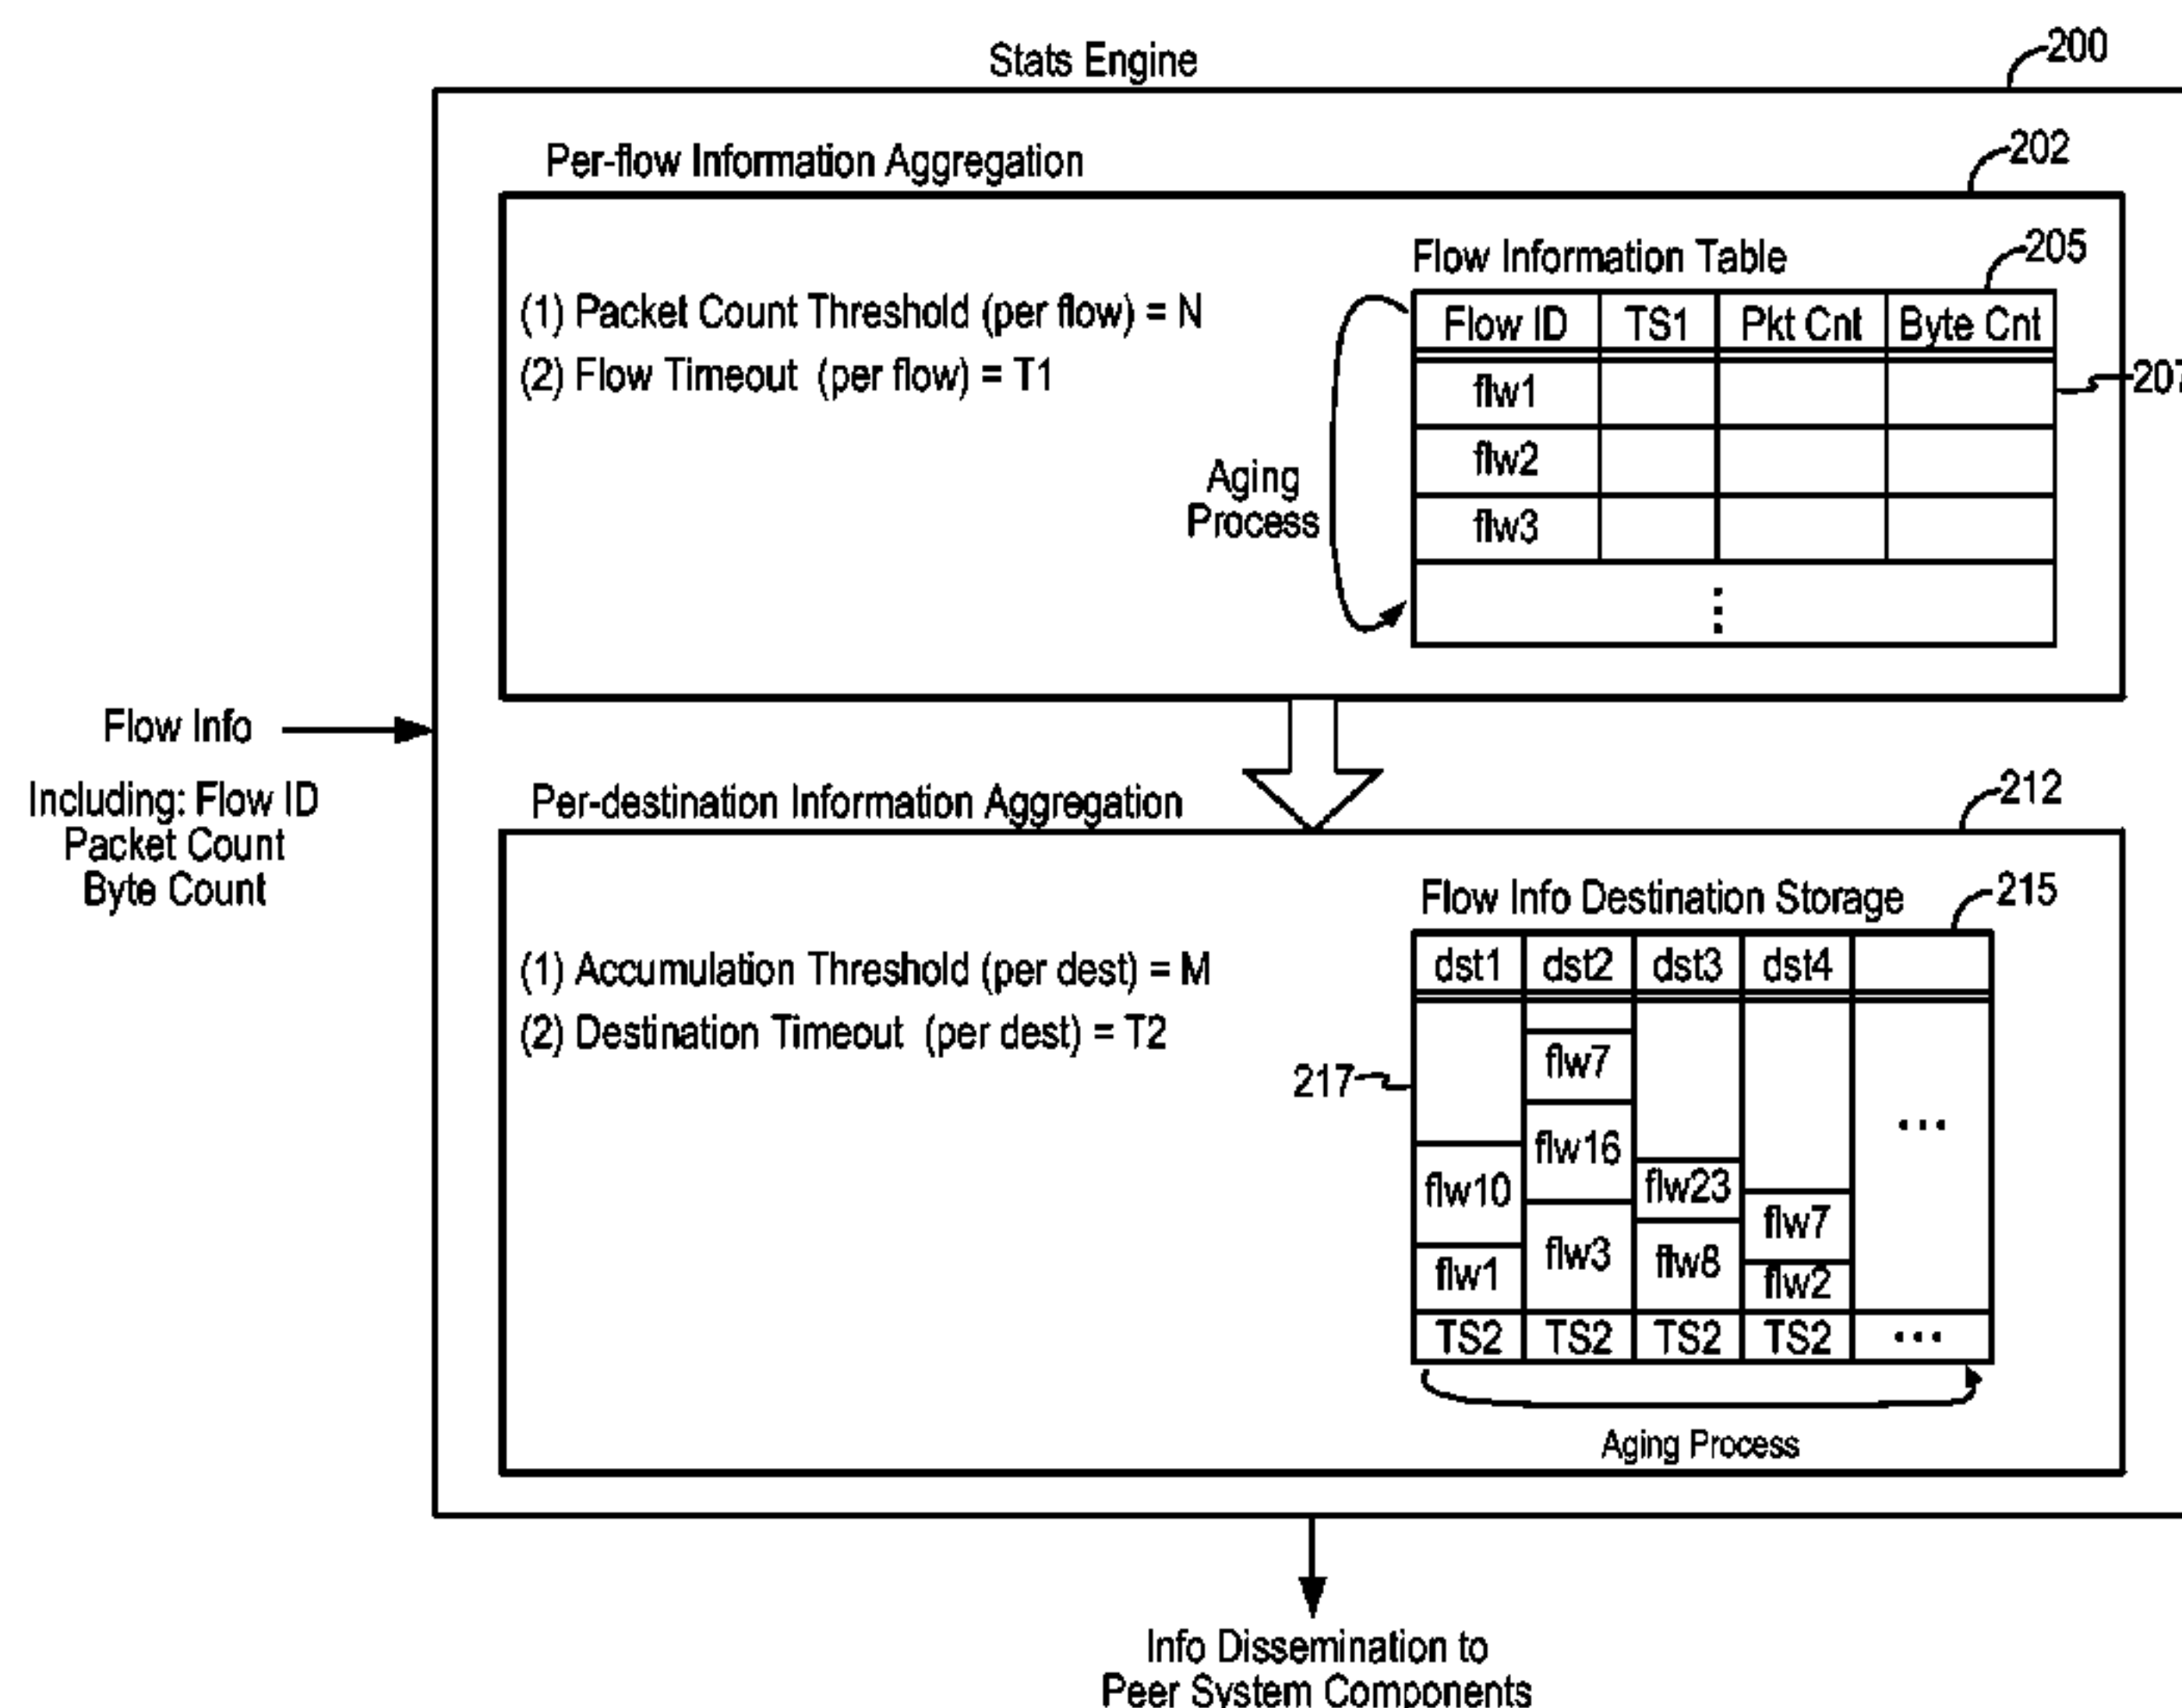 Stats Engine
200
Per-flow Information Aggregation
202
(1) Packet Count Threshold (per flow) = N
(2) Flow Timeout (per flow) = T1
Flow Information Table
205
Flow ID TS1 Pkt Cnt Byte Cnt
flw1
207
flw2
flw3
⋮
Aging
Process
Flow Info
Including: Flow ID
Packet Count
Byte Count
Per-destination Information Aggregation
212
(1) Accumulation Threshold (per dest) = M
(2) Destination Timeout (per dest) = T2
Flow Info Destination Storage
215
dst1 dst2 dst3 dst4
217
flw10
flw1
flw7
flw16
flw3
flw23
flw8
flw7
flw2
...
TS2 TS2 TS2 TS2 ...
Aging Process
Info Dissemination to
Peer System Components